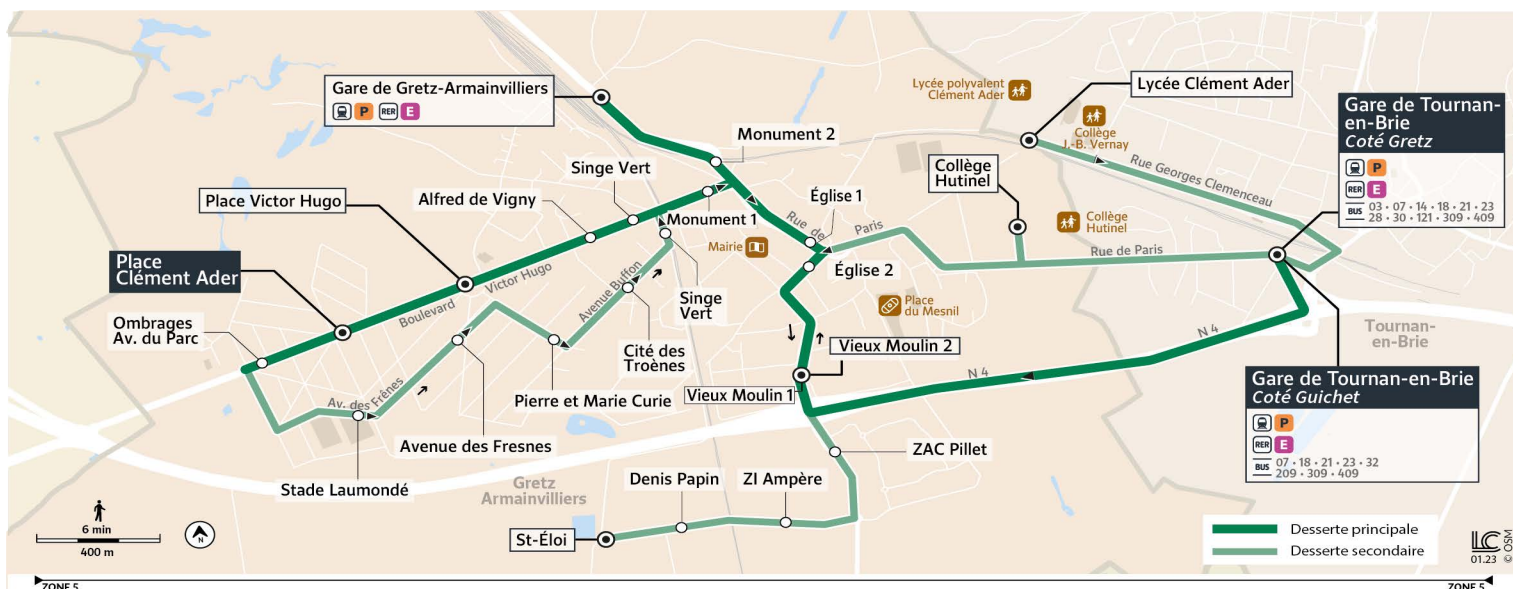 Gare de Gretz-Armainvilliers
P RER E
Lycée polyvalent
Clément Ader
Lycée Clément Ader
Collège
J.-B. Vernay
Gare de Tournan-
en-Brie
Coté Gretz
P
RER E
BUS 03 • 07 • 14 • 18 • 21 • 23
28 • 30 • 121 • 309 • 409
Monument 2
Singe Vert
Rue Georges Clemenceau
Collège
Hutinel
Alfred de Vigny
Place Victor Hugo
Monument 1
Église 1
Rue de
Paris
Collège
Hutinel
Mairie
Rue de Paris
Place
Clément Ader
Boulevard
Victor Hugo
Avenue Buffon
Église 2
Singe
Vert
Place
du Mesnil
Ombrages
Av. du Parc
Cité des
Troènes
Vieux Moulin 2
N 4
Tournan-
en-Brie
N 4
Vieux Moulin 1
Av. des Frênes
Pierre et Marie Curie
Gare de Tournan-en-Brie
Coté Guichet
P
RER E
BUS 07 • 18 • 21 • 23 • 32
209 • 309 • 409
Avenue des Fresnes
ZAC Pillet
Stade Laumondé
Gretz
Armainvilliers
Denis Papin
ZI Ampère
St-Éloi
6 min
400 m
N
Desserte principale
Desserte secondaire
LC
01.23
© OSM
ZONE 5
ZONE 5